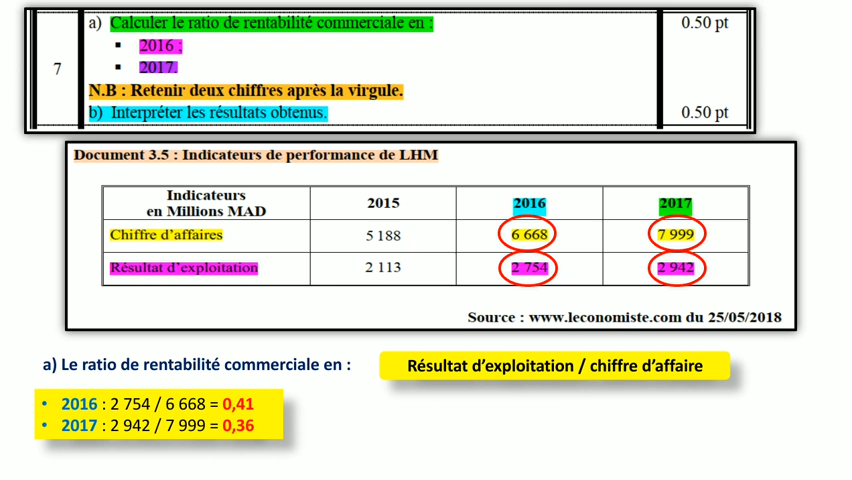 a) Calculer le ratio de rentabilité commerciale en : 0.50 pt
▪ 2016 ;
7
▪ 2017.
N.B : Retenir deux chiffres après la virgule.
b) Interpréter les résultats obtenus. 0.50 pt
Document 3.5 : Indicateurs de performance de LHM
Indicateurs
en Millions MAD 2015 2016 2017
Chiffre d'affaires 5 188 6 668 7 999
Résultat d'exploitation 2 113 2 754 2 942
Source : www.leconomiste.com du 25/05/2018
a) Le ratio de rentabilité commerciale en : Résultat d'exploitation / chiffre d'affaire
• 2016 : 2 754 / 6 668 = 0,41
• 2017 : 2 942 / 7 999 = 0,36